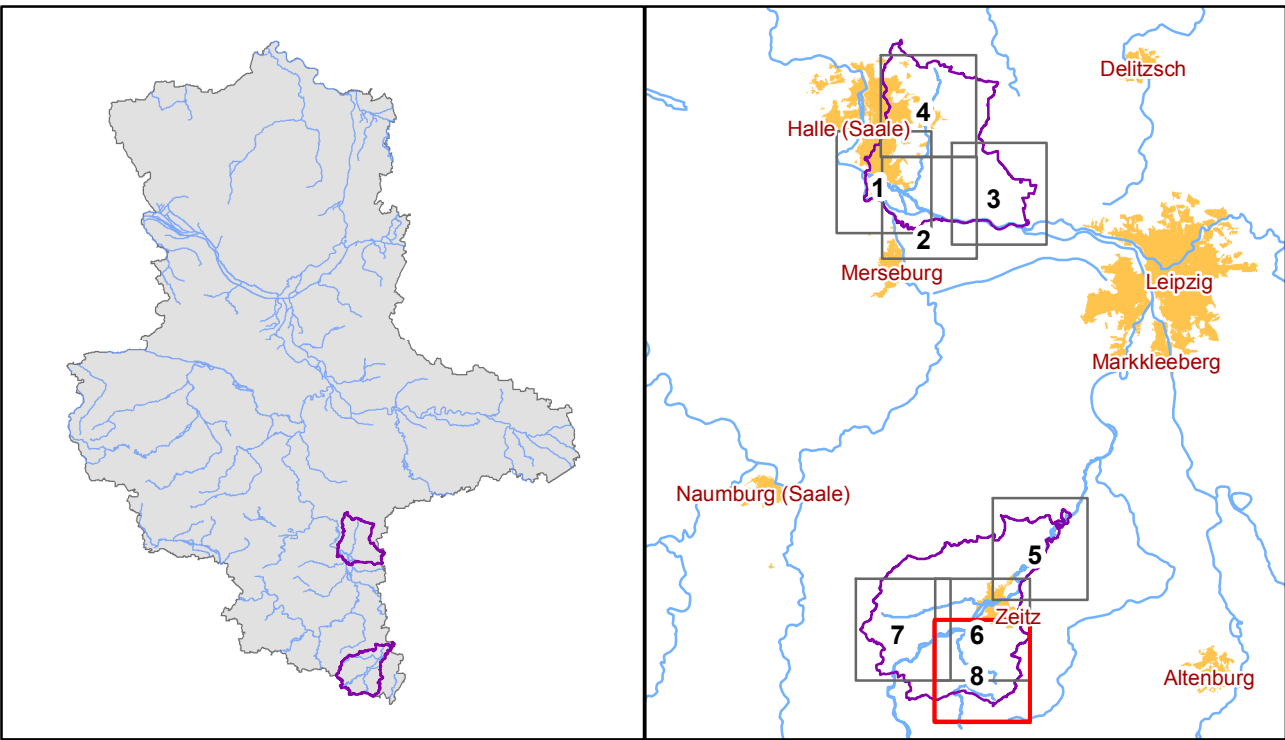 Delitzsch
4
Halle (Saale)
1
3
2
Merseburg
Leipzig
Markkleeberg
Naumburg (Saale)
5
Zeitz
7
6
8
Altenburg